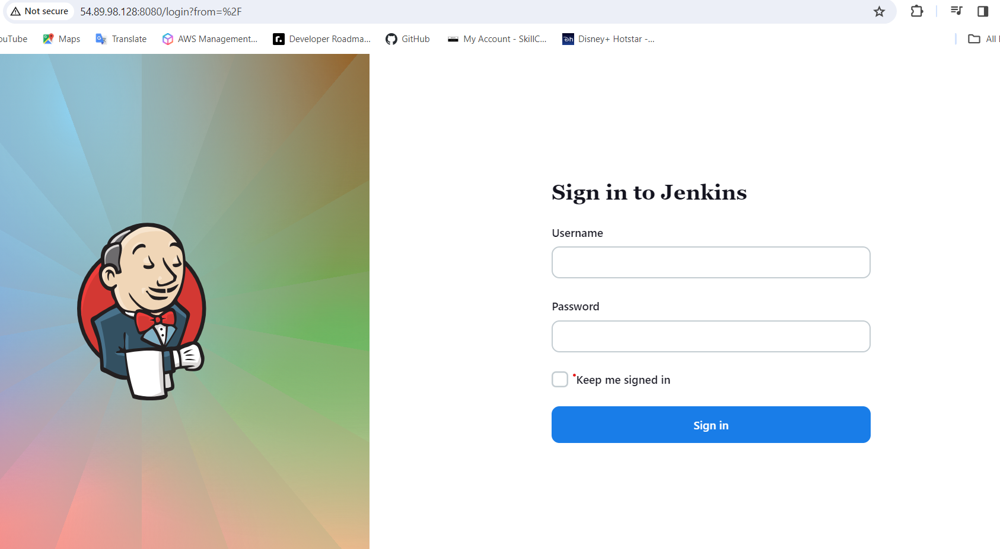 Not secure 54.89.98.128:8080/login?from=%2F
ouTube Maps Translate AWS Management... Developer Roadma... GitHub My Account - SkillC... Disney+ Hotstar -... All
Sign in to Jenkins
Username
Password
Keep me signed in
Sign in